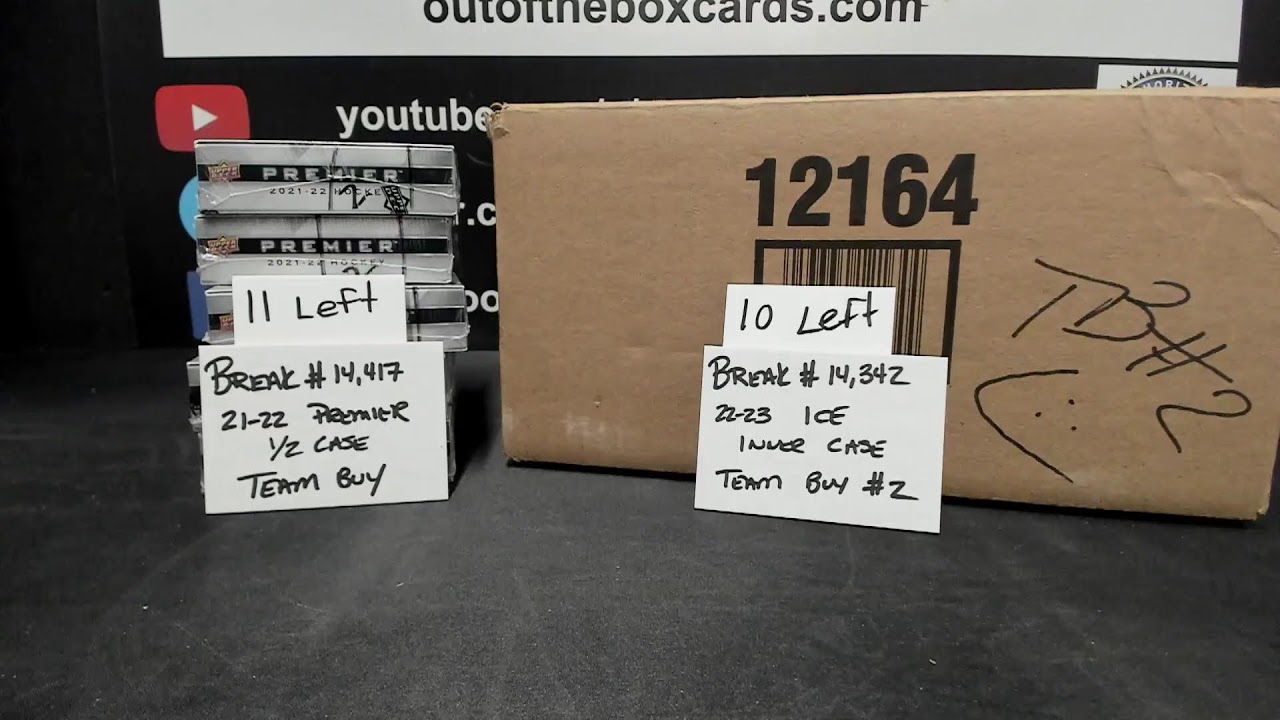 outoftheboxcards.com
youtube
PREMIER
2021-22 HOCKEY
PREMIER
2021-22 HOCKEY
11 Left
BREAK # 14,417
21-22 PREMIER
1/2 CASE
TEAM BUY
12164
TB#2
10 Left
BREAK # 14,342
22-23 ICE
INNER CASE
TEAM BUY #2